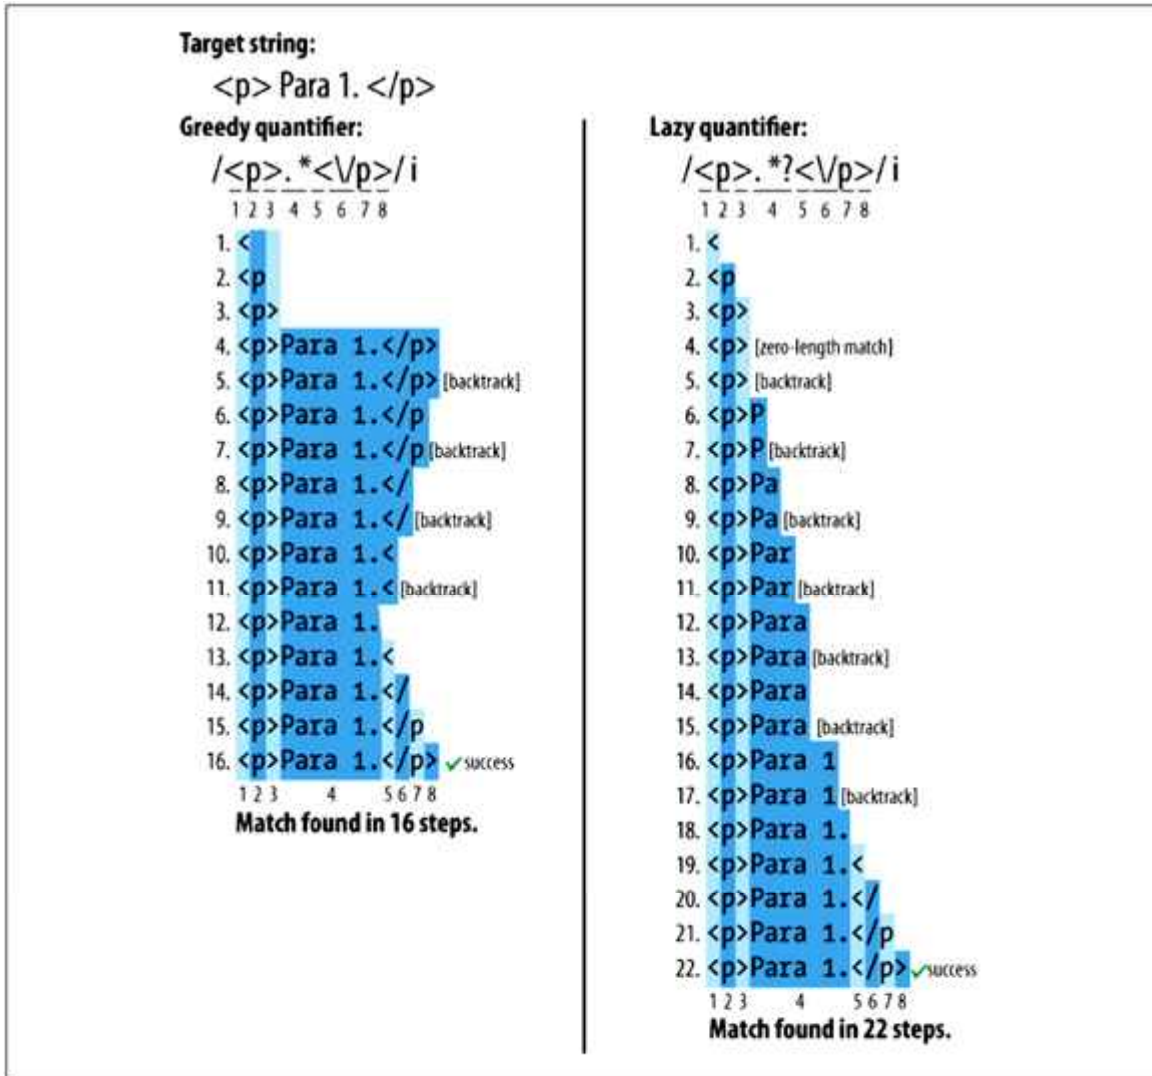 Target string:
<p> Para 1. </p>
Greedy quantifier:
/<p>. *<\/p>/ i
1 2 3 4 5 6 7 8
1. <
2. <p
3. <p>
4. <p>Para 1.</p>
5. <p>Para 1.</p> [backtrack]
6. <p>Para 1.</p
7. <p>Para 1.</p [backtrack]
8. <p>Para 1.</
9. <p>Para 1.</ [backtrack]
10. <p>Para 1.<
11. <p>Para 1.< [backtrack]
12. <p>Para 1.
13. <p>Para 1.<
14. <p>Para 1.</
15. <p>Para 1.</p
16. <p>Para 1.</p> ✓ success
1 2 3 4 5 6 7 8
Match found in 16 steps.
Lazy quantifier:
/<p>. *?<\/p>/ i
1 2 3 4 5 6 7 8
1. <
2. <p
3. <p>
4. <p> [zero-length match]
5. <p> [backtrack]
6. <p>P
7. <p>P [backtrack]
8. <p>Pa
9. <p>Pa [backtrack]
10. <p>Par
11. <p>Par [backtrack]
12. <p>Para
13. <p>Para [backtrack]
14. <p>Para
15. <p>Para [backtrack]
16. <p>Para 1
17. <p>Para 1 [backtrack]
18. <p>Para 1.
19. <p>Para 1.<
20. <p>Para 1.</
21. <p>Para 1.</p
22. <p>Para 1.</p> ✓ success
1 2 3 4 5 6 7 8
Match found in 22 steps.